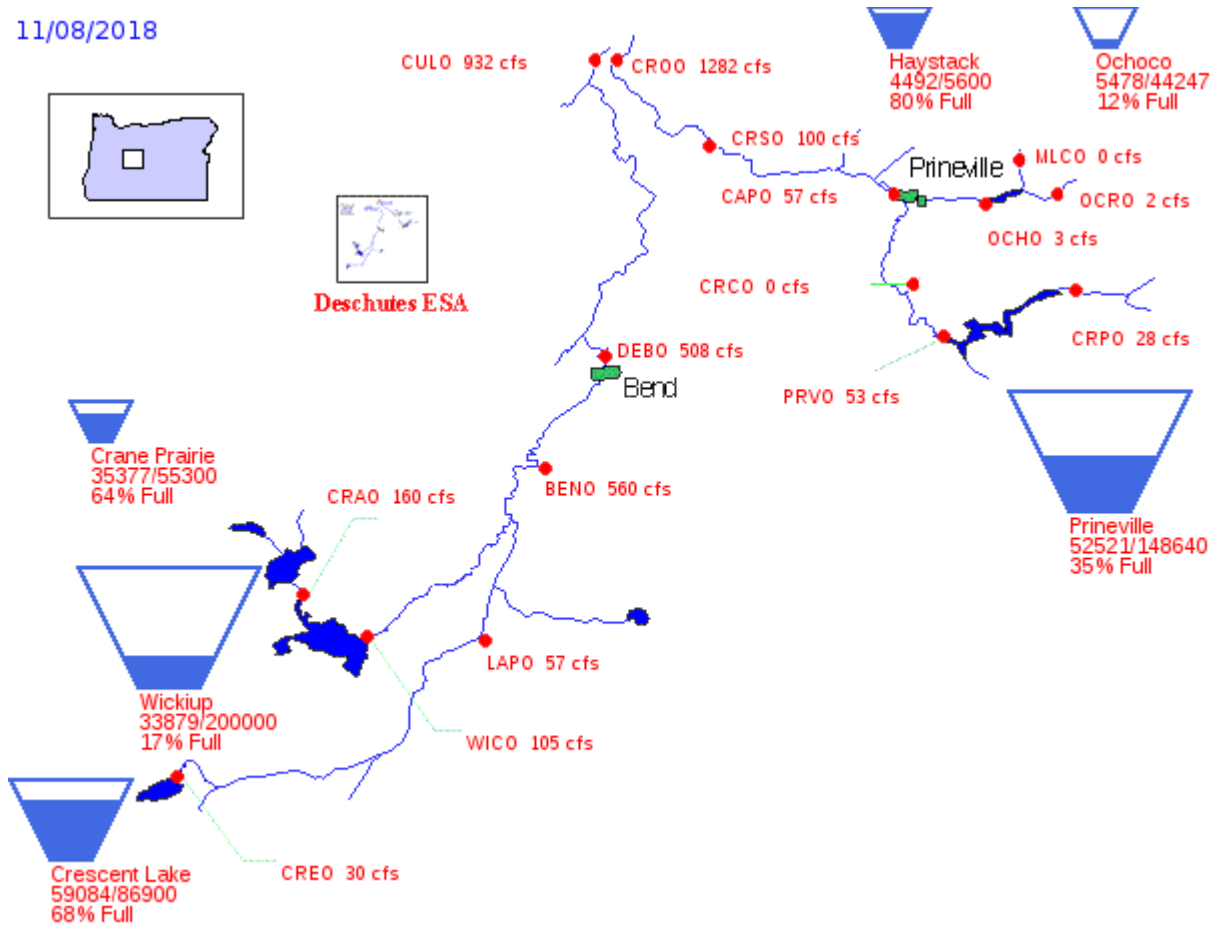 11/08/2018
CULO 932 cfs
CROO 1282 cfs
Haystack
4492/5600
80% Full
Ochoco
5478/44247
12% Full
CRSO 100 cfs
MLCO 0 cfs
Prineville
CAPO 57 cfs
OCRO 2 cfs
OCHO 3 cfs
CRCO 0 cfs
Deschutes ESA
CRPO 28 cfs
DEBO 508 cfs
Bend
PRVO 53 cfs
Crane Prairie
35377/55300
64% Full
CRAO 160 cfs
BENO 560 cfs
Prineville
52521/148640
35% Full
LAPO 57 cfs
Wickiup
33879/200000
17% Full
WICO 105 cfs
CREO 30 cfs
Crescent Lake
59084/86900
68% Full